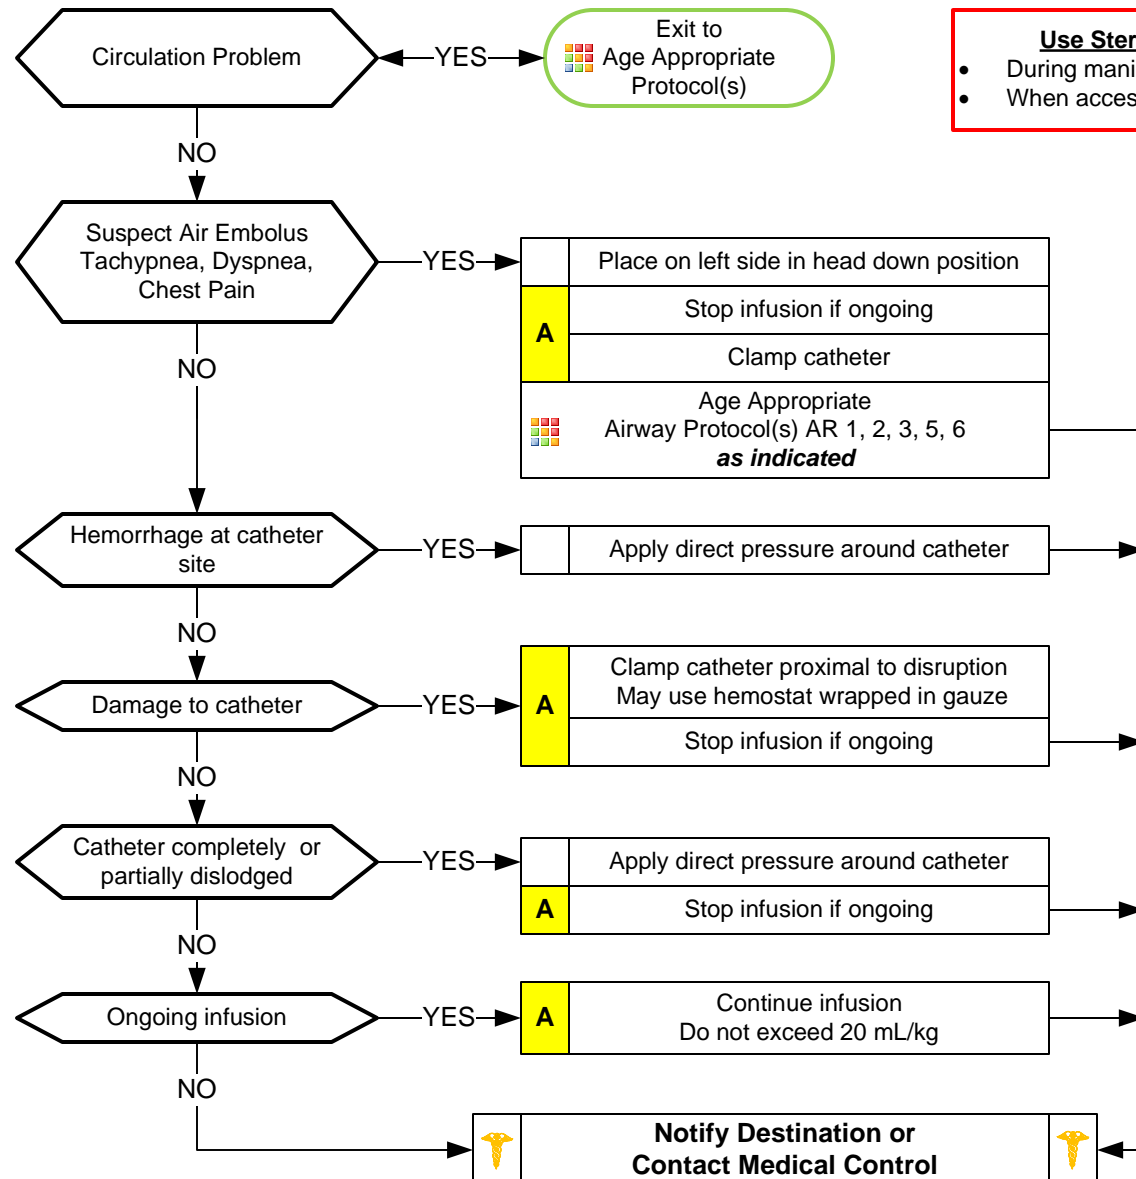 Circulation Problem
YES
Exit to
Age Appropriate
Protocol(s)
Use
• During
• When
NO
Suspect Air Embolus
Tachypnea, Dyspnea,
Chest Pain
YES
Place on left side in head down position
A
Stop infusion if ongoing
Clamp catheter
Age Appropriate
Airway Protocol(s) AR 1, 2, 3, 5, 6
as indicated
NO
Hemorrhage at catheter
site
YES
Apply direct pressure around catheter
NO
Damage to catheter
YES
A
Clamp catheter proximal to disruption
May use hemostat wrapped in gauze
Stop infusion if ongoing
NO
Catheter completely or
partially dislodged
YES
Apply direct pressure around catheter
A
Stop infusion if ongoing
NO
Ongoing infusion
YES
A
Continue infusion
Do not exceed 20 mL/kg
NO
Notify Destination or
Contact Medical Control